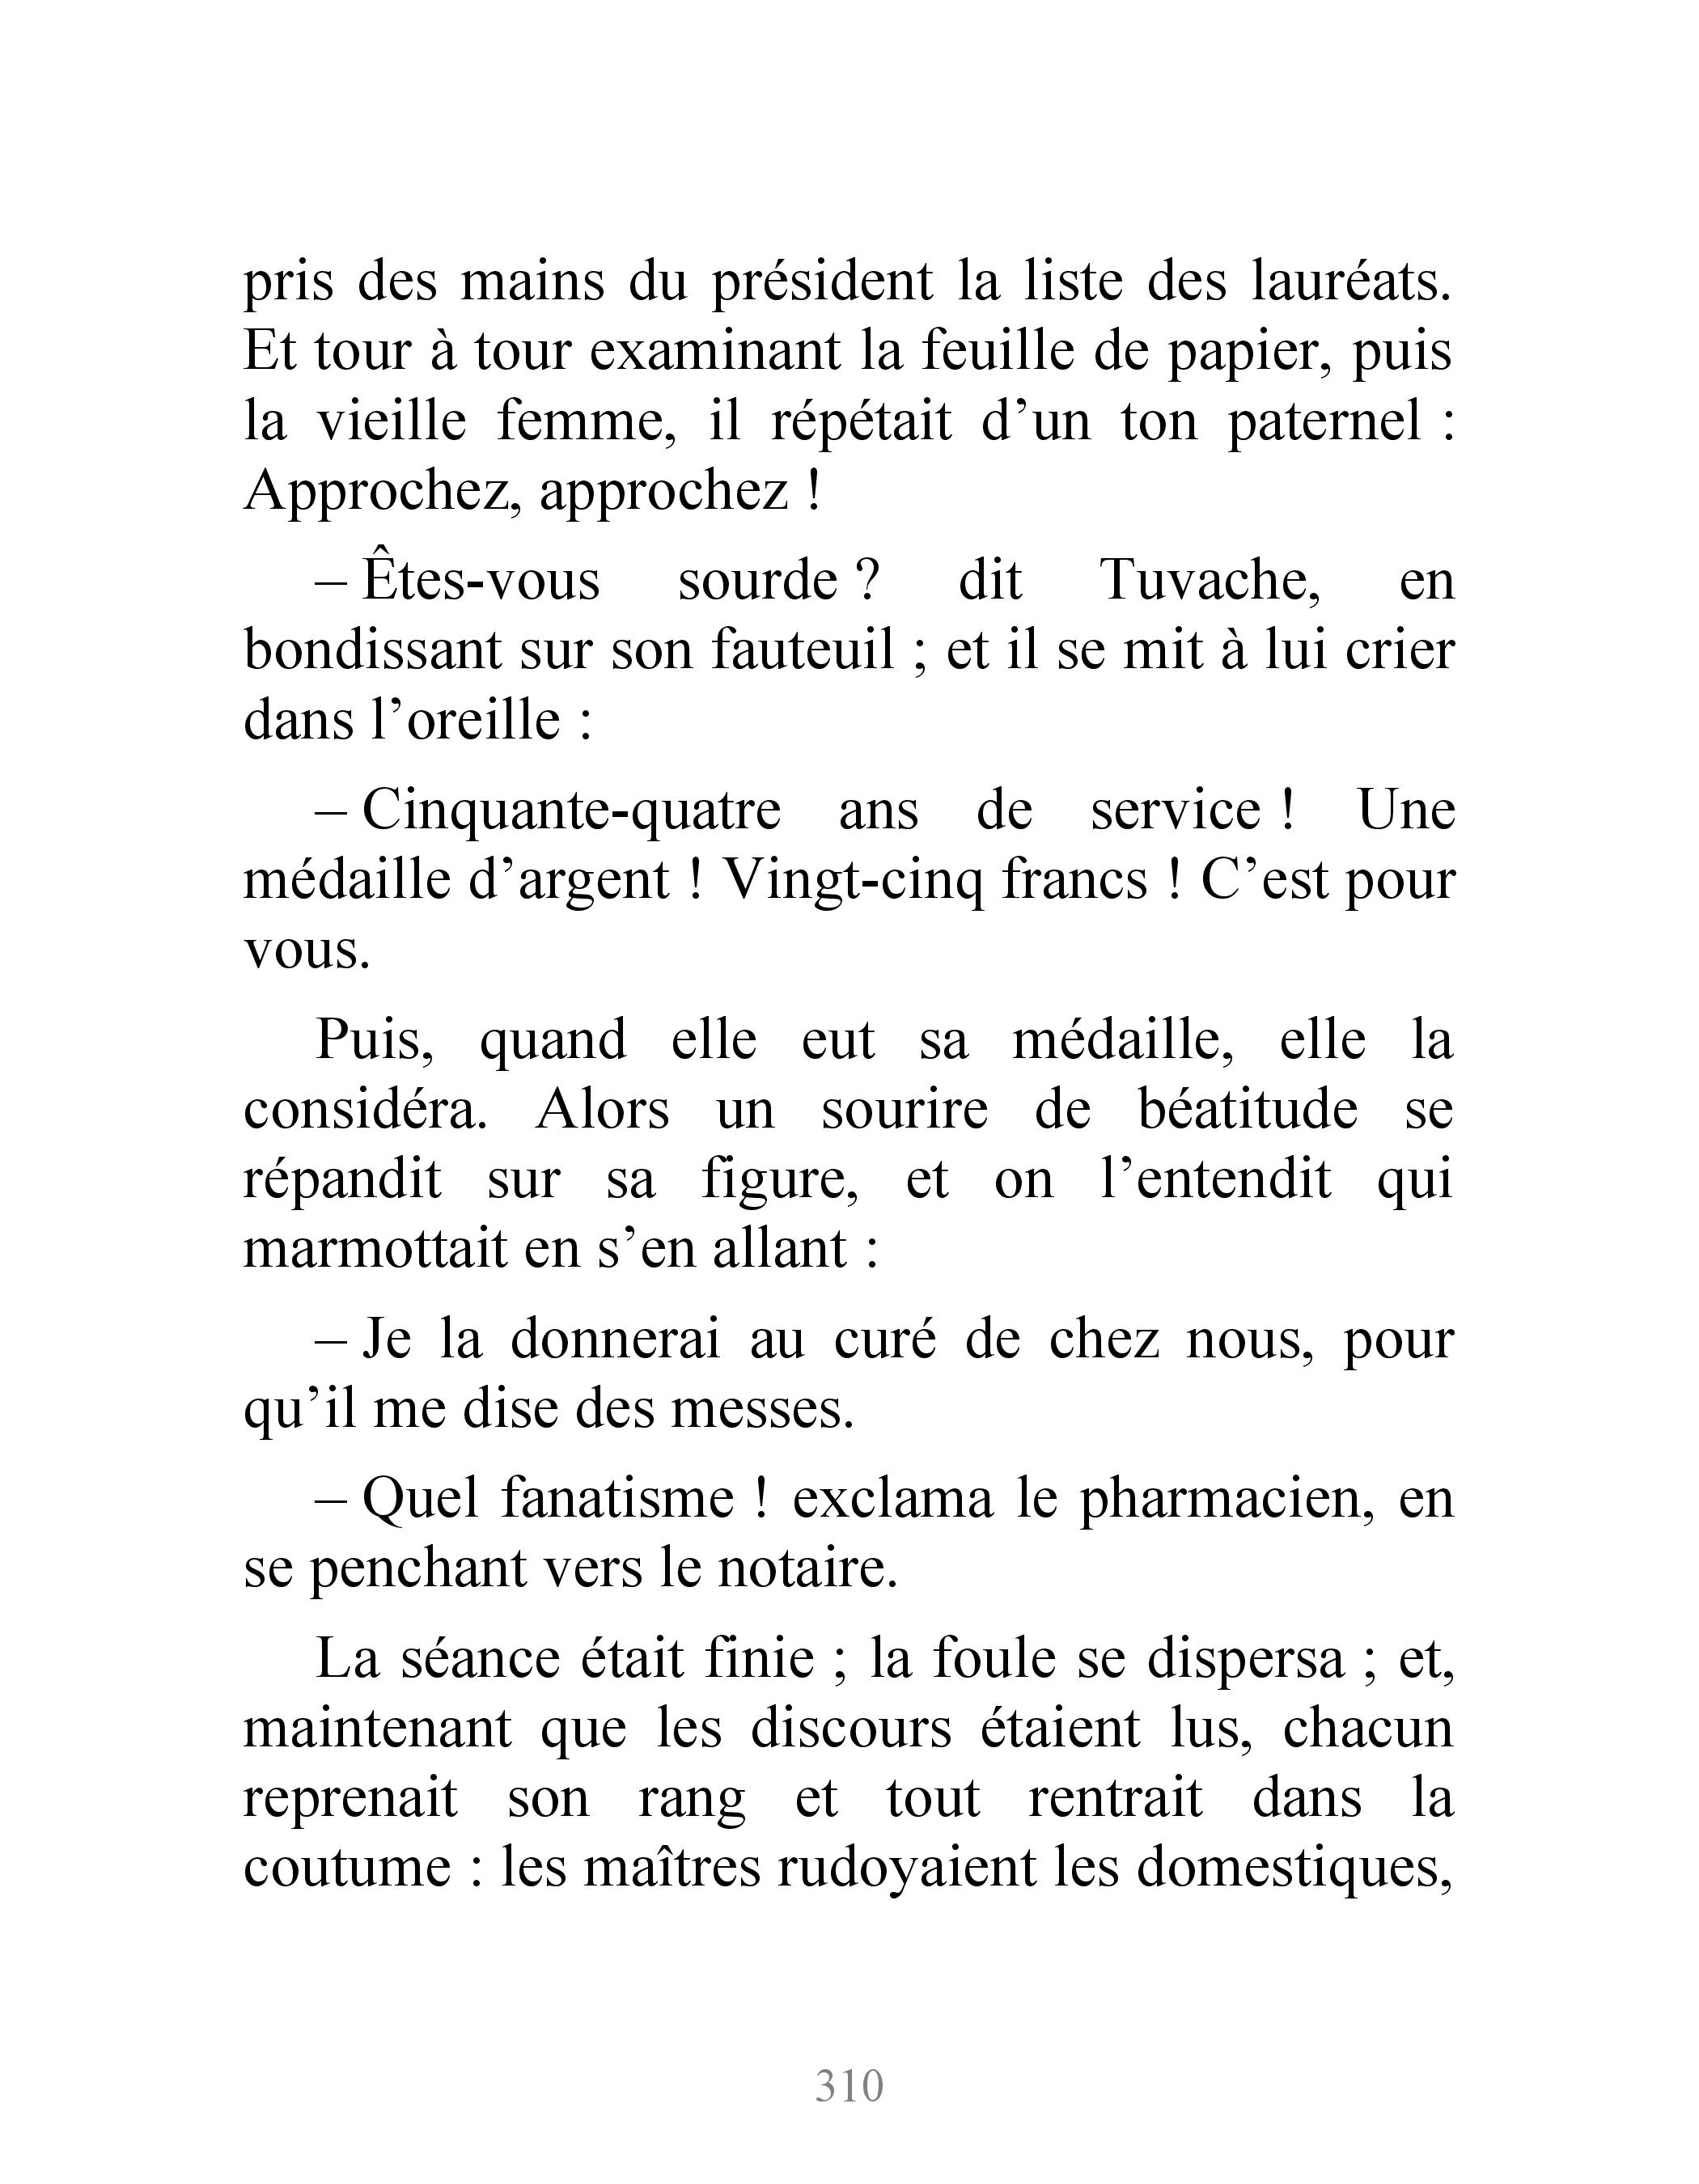 pris des mains du président la liste des lauréats.
Et tour à tour examinant la feuille de papier, puis
la vieille femme, il répétait d’un ton paternel :
Approchez, approchez !
– Êtes-vous sourde ? dit Tuvache, en
bondissant sur son fauteuil ; et il se mit à lui crier
dans l’oreille :
– Cinquante-quatre ans de service ! Une
médaille d’argent ! Vingt-cinq francs ! C’est pour
vous.
Puis, quand elle eut sa médaille, elle la
considéra. Alors un sourire de béatitude se
répandit sur sa figure, et on l’entendit qui
marmottait en s’en allant :
– Je la donnerai au curé de chez nous, pour
qu’il me dise des messes.
– Quel fanatisme ! exclama le pharmacien, en
se penchant vers le notaire.
La séance était finie ; la foule se dispersa ; et,
maintenant que les discours étaient lus, chacun
reprenait son rang et tout rentrait dans la
coutume : les maîtres rudoyaient les domestiques,
310